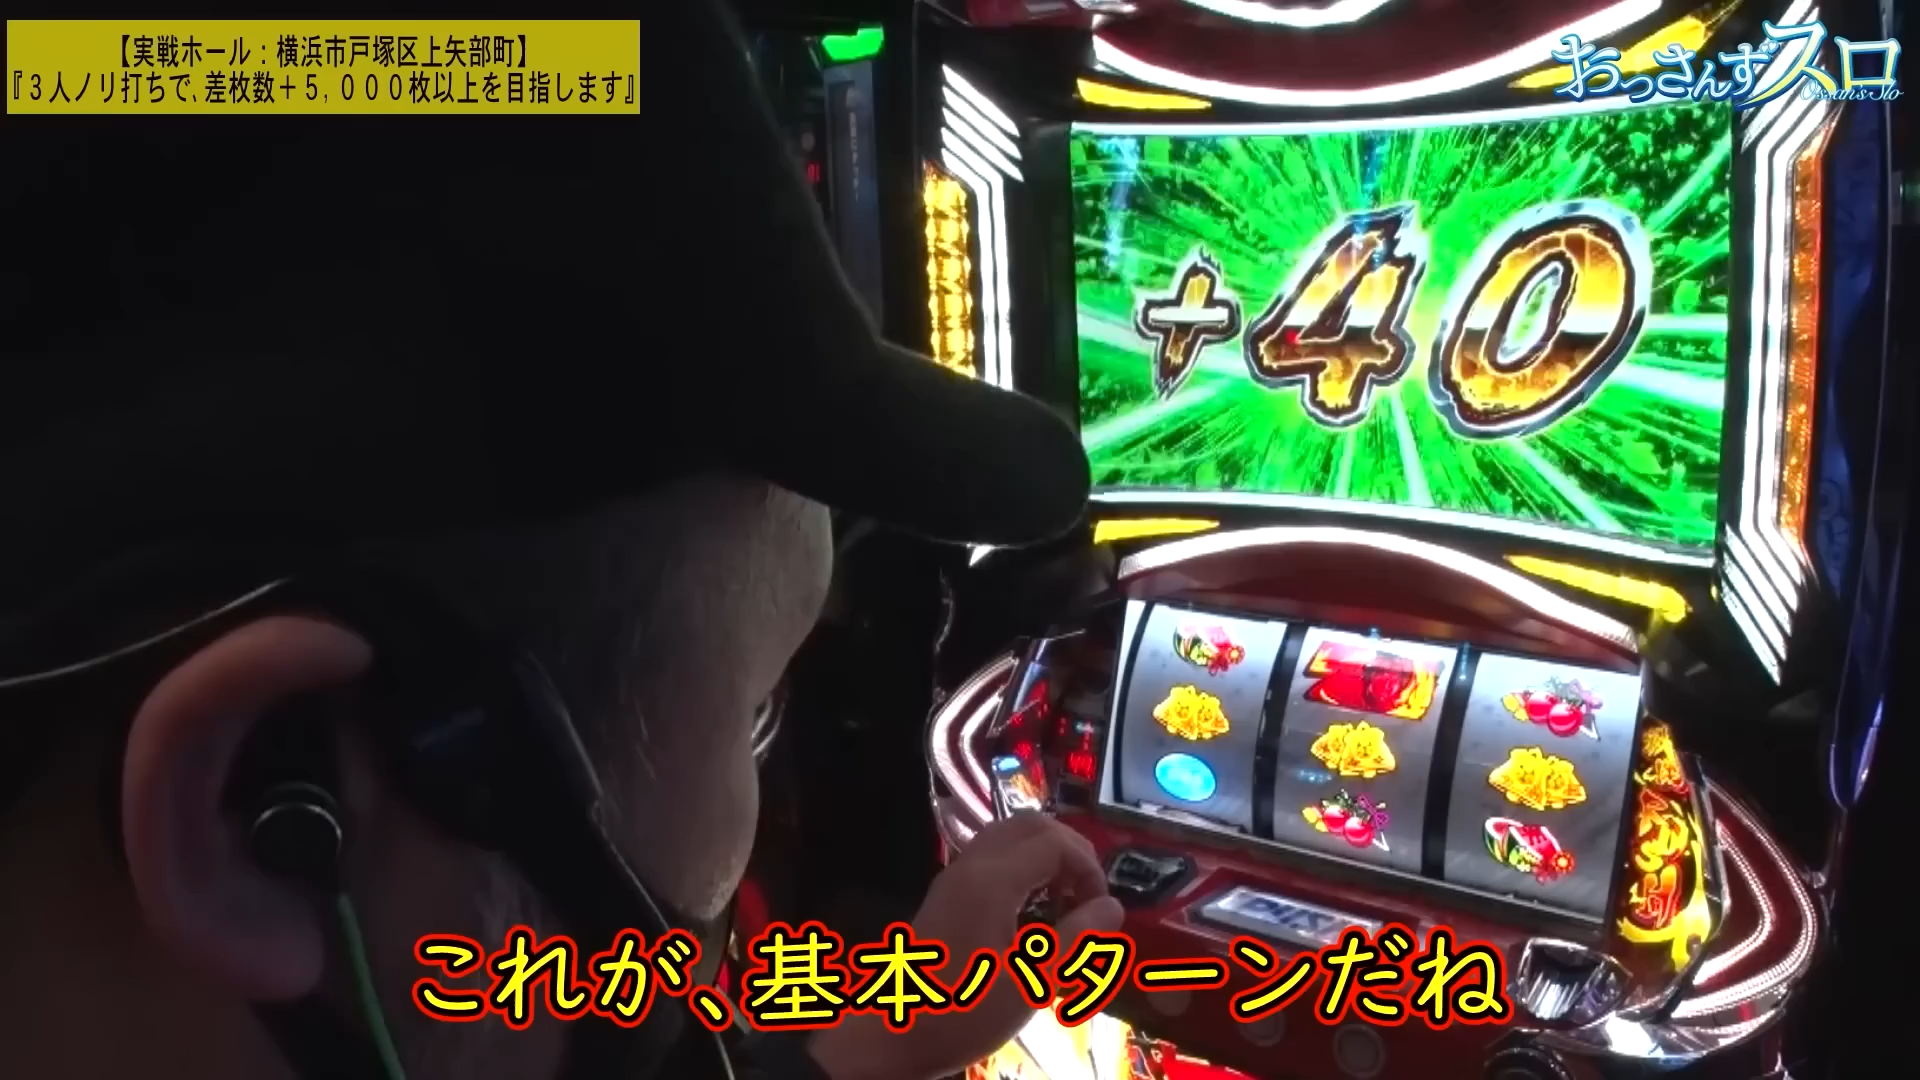 【実戦ホール：横浜市戸塚区上矢部町】
『３人ノリ打ちで､差枚数＋５，０００枚以上を目指します』
おっさんずスロ
Ossan's Slo
+40
これが､基本パターンだね